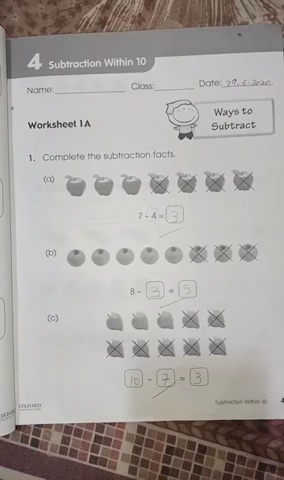 4 Subtraction Within 10
Name: Class: Date: 29-6-2020
Ways to
Subtract
Worksheet 1A
1. Complete the subtraction facts.
(a)
7 - 4 = 3
(b)
8 - 3 = 5
(c)
10 - 7 = 3
OXFORD
Subtraction Within 10
4